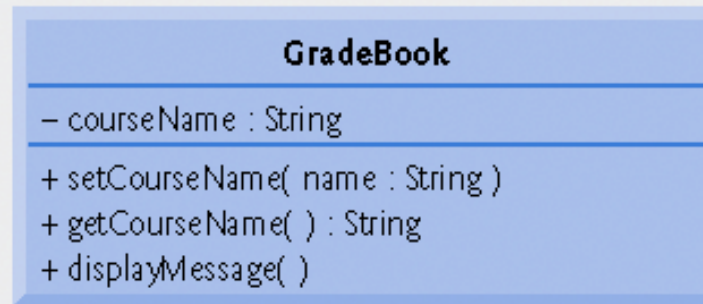 GradeBook
– courseName : String
+ setCourseName( name : String )
+ getCourseName( ) : String
+ displayMessage( )